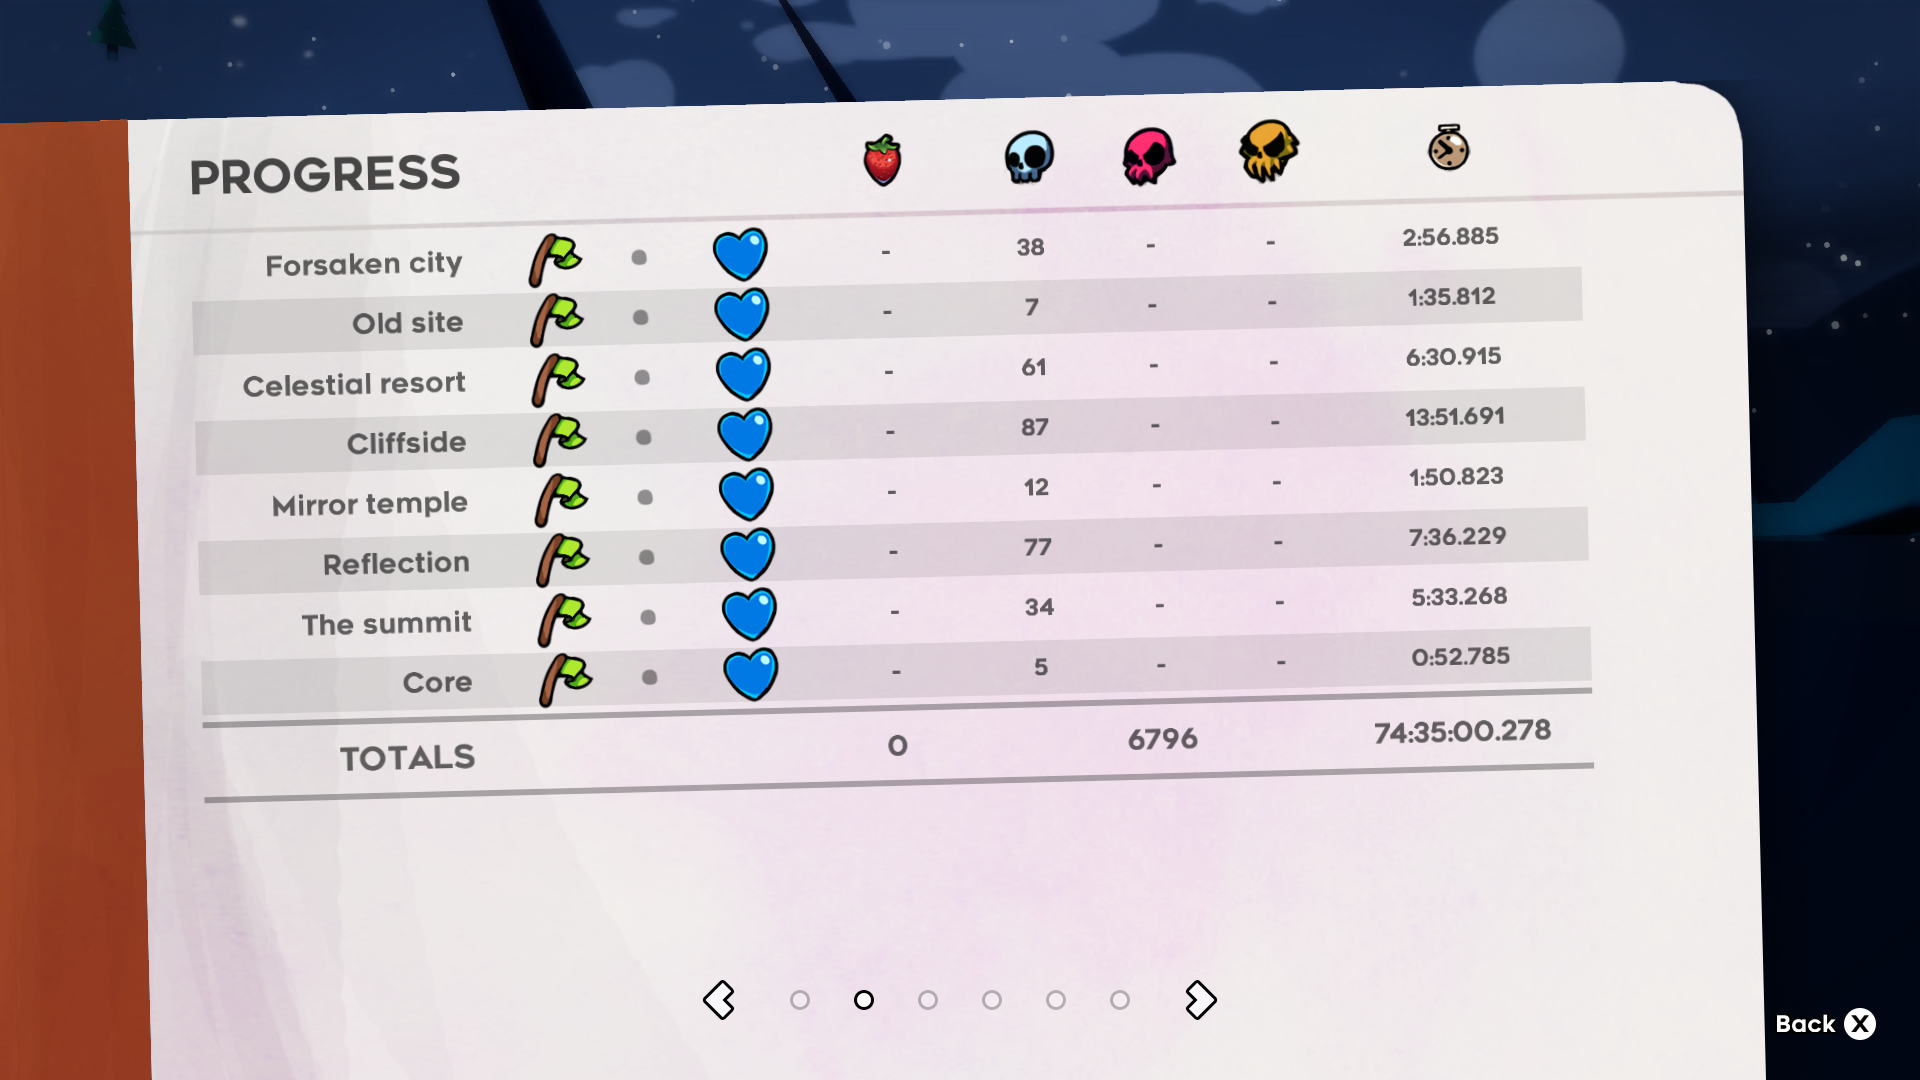 PROGRESS
Forsaken city - 38 - - 2:56.885
Old site - 7 - - 1:35.812
Celestial resort - 61 - - 6:30.915
Cliffside - 87 - - 13:51.691
Mirror temple - 12 - - 1:50.823
Reflection - 77 - - 7:36.229
The summit - 34 - - 5:33.268
Core - 5 - - 0:52.785
TOTALS 0 6796 74:35:00.278
Back X